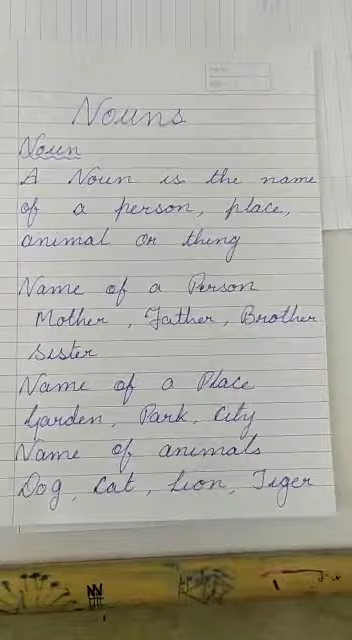 Nouns
Noun
A Noun is the name
of a person, place,
animal or thing
Name of a Person
Mother, Father, Brother
Sister
Name of a Place
Garden, Park, City
Name of animals
Dog, Cat, Lion, Tiger